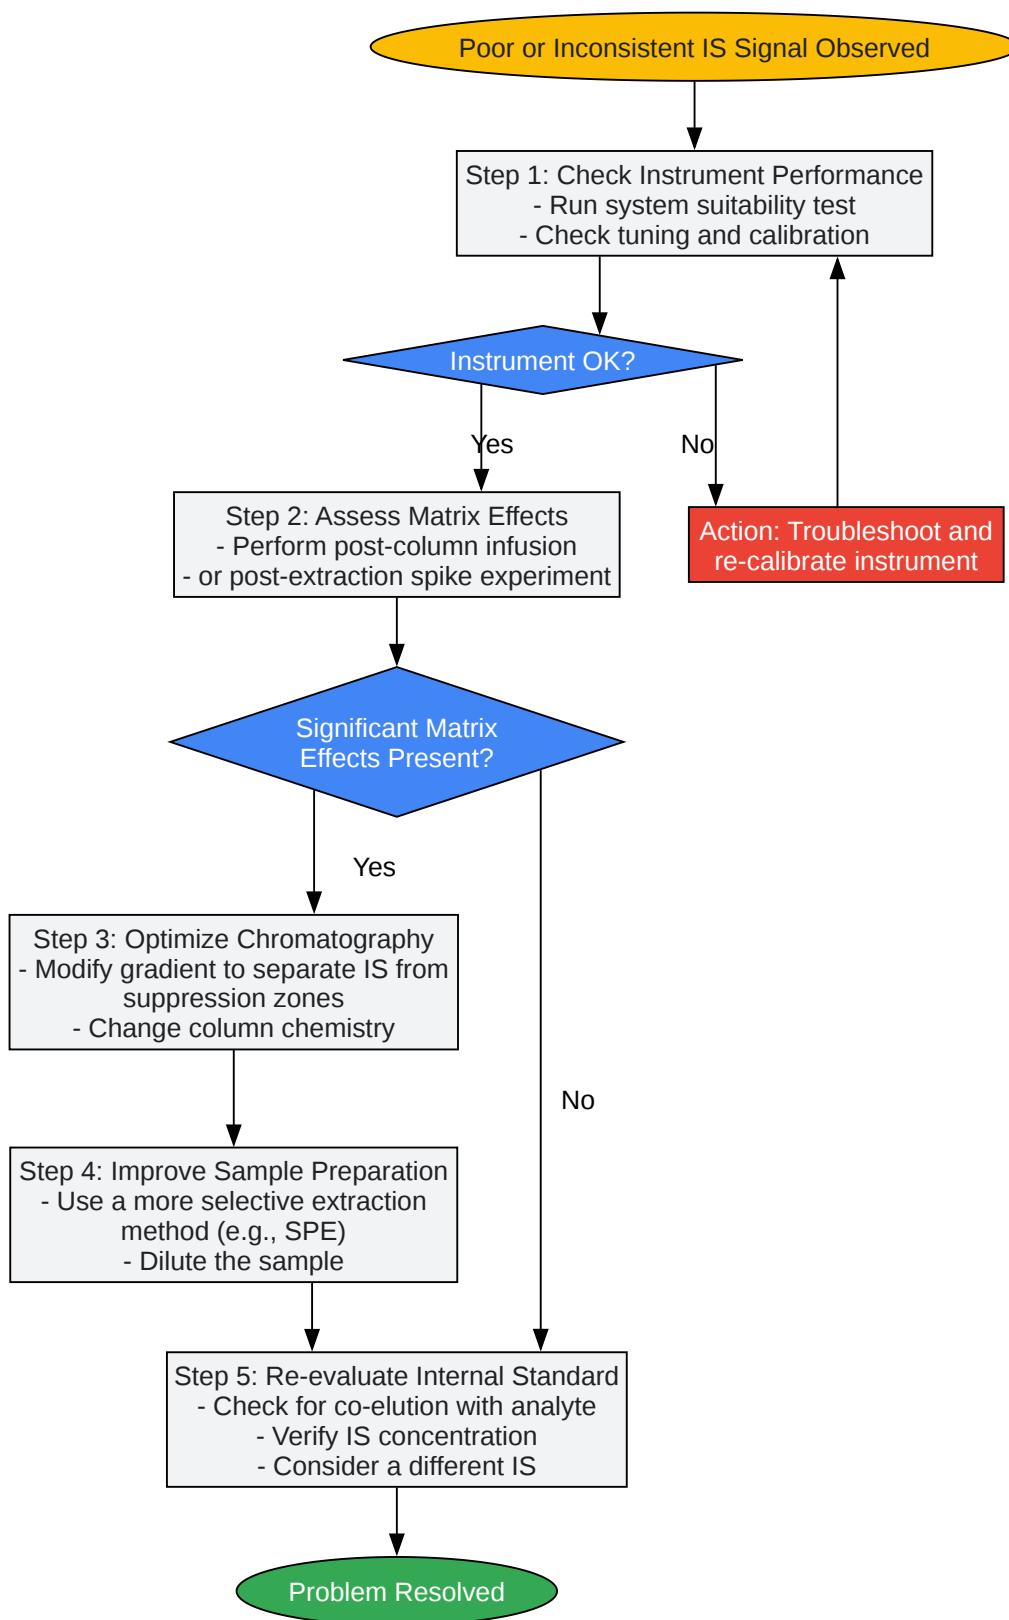 Poor or Inconsistent IS Signal Observed
Step 1: Check Instrument Performance
- Run system suitability test
- Check tuning and calibration
Instrument OK?
Yes
No
Step 2: Assess Matrix Effects
- Perform post-column infusion
- or post-extraction spike experiment
Action: Troubleshoot and
re-calibrate instrument
Significant Matrix
Effects Present?
Yes
Step 3: Optimize Chromatography
- Modify gradient to separate IS from
suppression zones
- Change column chemistry
No
Step 4: Improve Sample Preparation
- Use a more selective extraction
method (e.g., SPE)
- Dilute the sample
Step 5: Re-evaluate Internal Standard
- Check for co-elution with analyte
- Verify IS concentration
- Consider a different IS
Problem Resolved